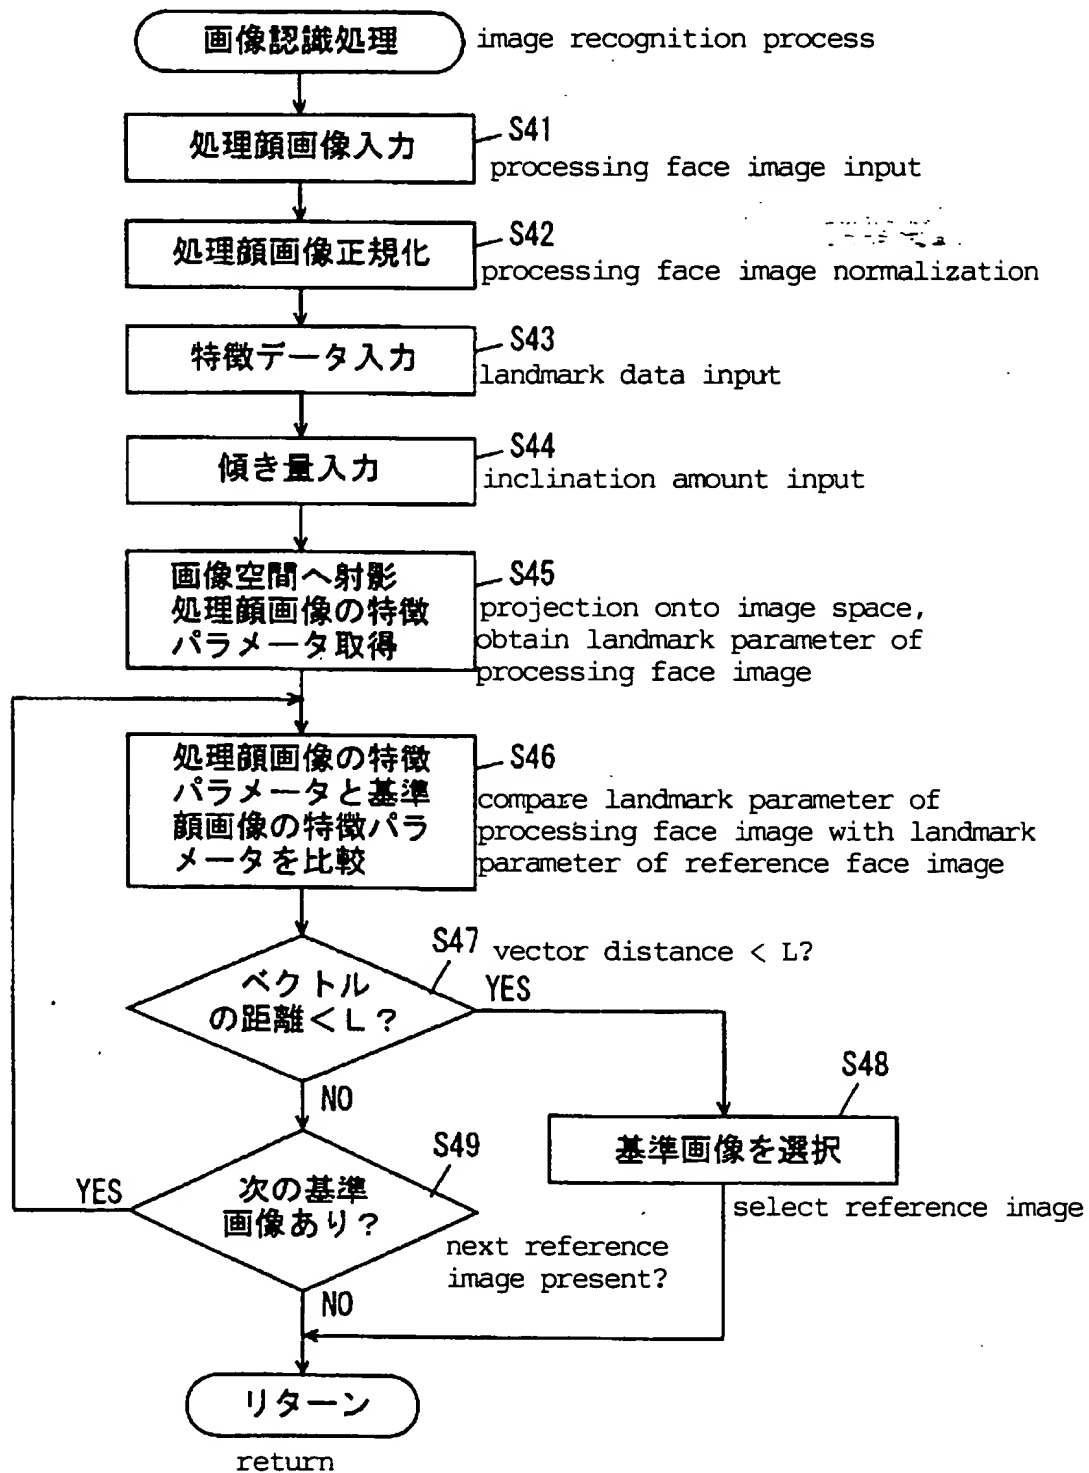 画像認識処理
image recognition process
S41
処理顔画像入力
processing face image input
S42
処理顔画像正規化
processing face image normalization
S43
特徴データ入力
landmark data input
S44
傾き量入力
inclination amount input
画像空間へ射影
処理顔画像の特徴
パラメータ取得
S45
projection onto image space,
obtain landmark parameter of
processing face image
処理顔画像の特徴
パラメータと基準
顔画像の特徴パラ
メータを比較
S46
compare landmark parameter of
processing face image with landmark
parameter of reference face image
S47
vector distance < L?
ベクトル
の距離<L?
YES
NO
S48
基準画像を選択
select reference image
S49
次の基準
画像あり?
YES
next reference
image present?
NO
リターン
return